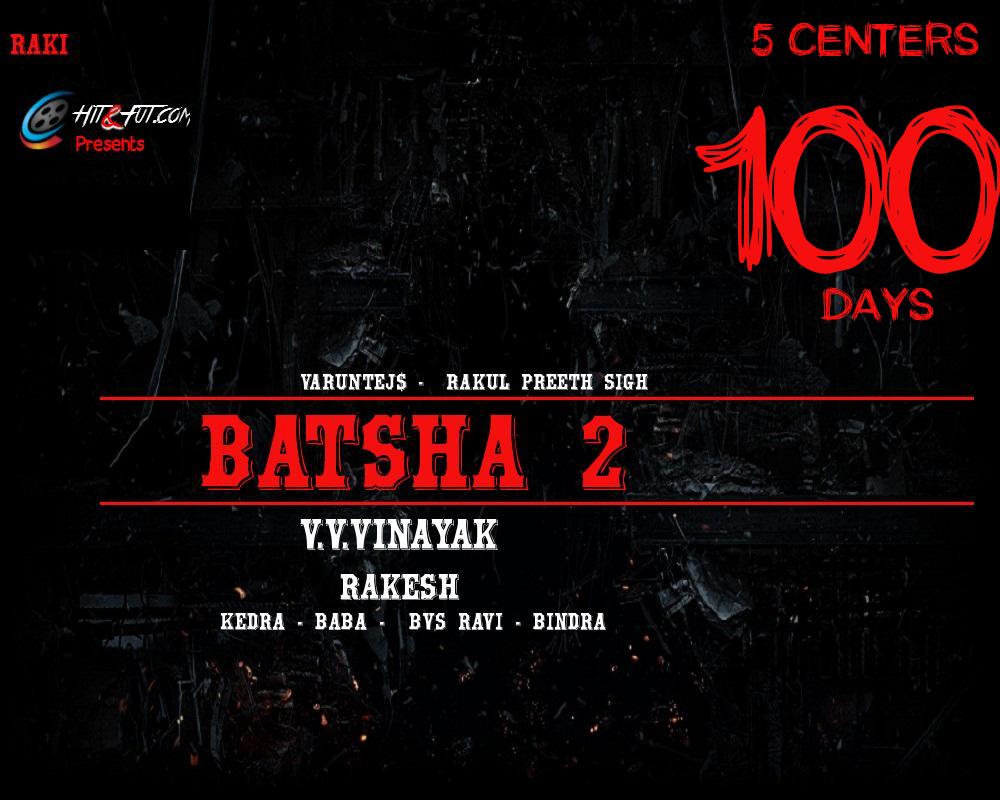 RAKI
5 CENTERS
HIT&FUT.COM
Presents
100
DAYS
VARUNTEJ$ - RAKUL PREETH SIGH
BATSHA 2
V.V.VINAYAK
RAKESH
KEDRA - BABA - BVS RAVI - BINDRA